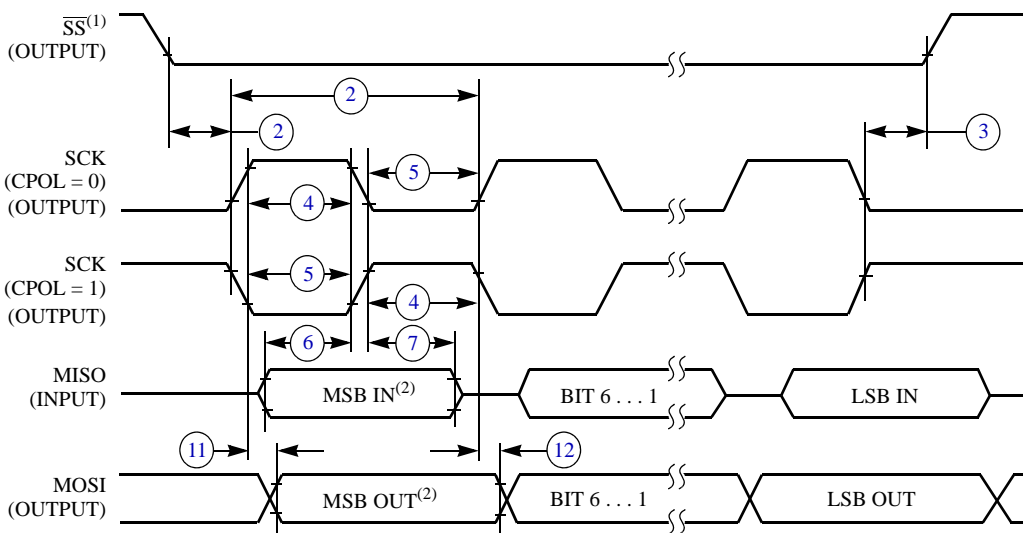 SS(1)
(OUTPUT)
2
2
3
SCK
(CPOL = 0)
(OUTPUT)
5
4
SCK
(CPOL = 1)
(OUTPUT)
5
4
6
7
MISO
(INPUT)
MSB IN(2)
BIT 6 . . . 1
LSB IN
11
12
MOSI
(OUTPUT)
MSB OUT(2)
BIT 6 . . . 1
LSB OUT